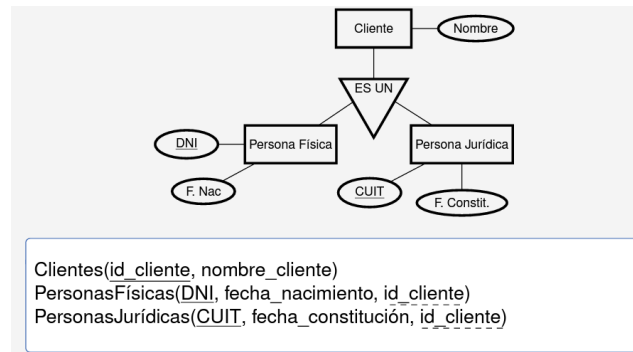 Cliente
Nombre
ES UN
DNI
Persona Física
Persona Jurídica
F. Nac
CUIT
F. Constit.
Clientes(id_cliente, nombre_cliente)
PersonasFísicas(DNI, fecha_nacimiento, id_cliente)
PersonasJurídicas(CUIT, fecha_constitución, id_cliente)